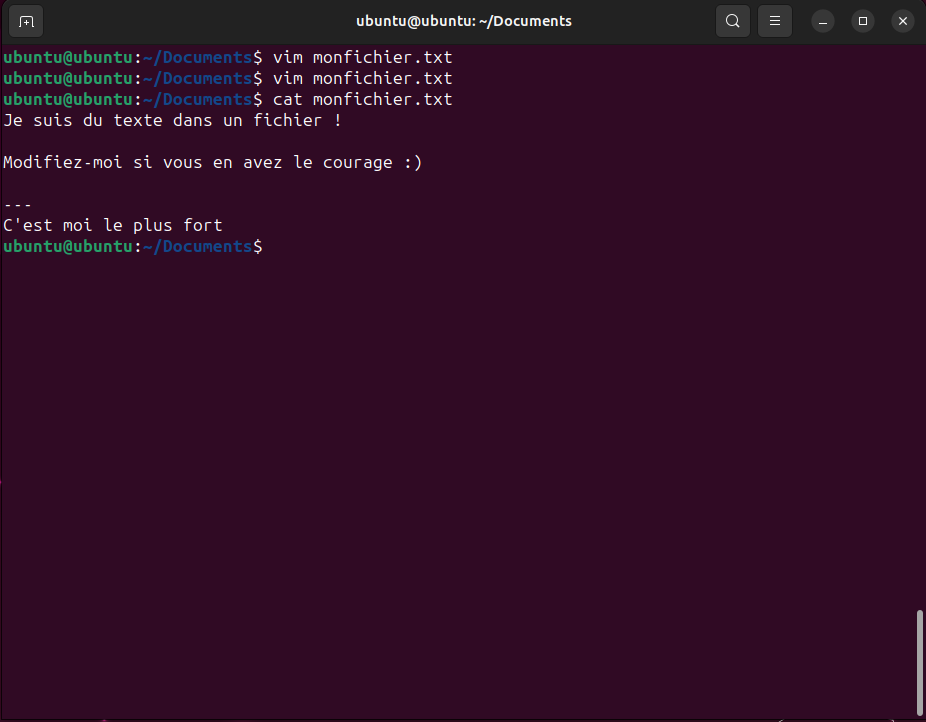 ubuntu@ubuntu: ~/Documents
ubuntu@ubuntu:~/Documents$ vim monfichier.txt
ubuntu@ubuntu:~/Documents$ vim monfichier.txt
ubuntu@ubuntu:~/Documents$ cat monfichier.txt
Je suis du texte dans un fichier !
Modifiez-moi si vous en avez le courage :)
---
C'est moi le plus fort
ubuntu@ubuntu:~/Documents$